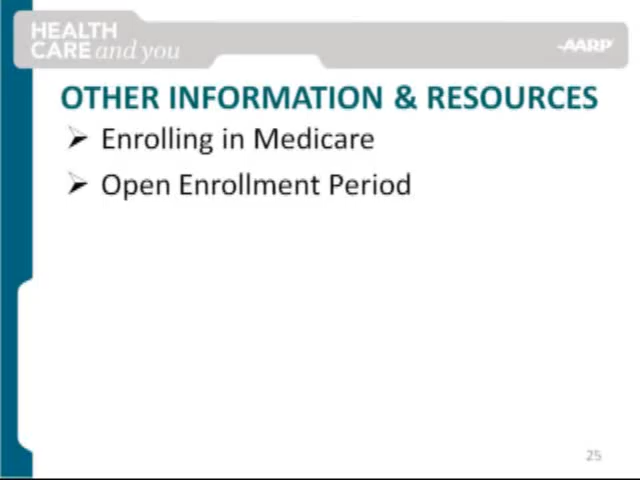 HEALTH
CARE and you
AARP
OTHER INFORMATION & RESOURCES
Enrolling in Medicare
Open Enrollment Period
25